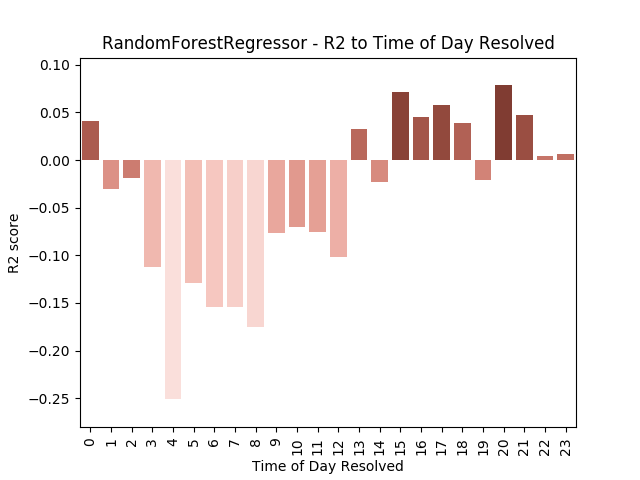 RandomForestRegressor - R2 to Time of Day Resolved
0.10
0.05
0.00
−0.05
−0.10
−0.15
−0.20
−0.25
R2 score
0 1 2 3 4 5 6 7 8 9 10 11 12 13 14 15 16 17 18 19 20 21 22 23
Time of Day Resolved